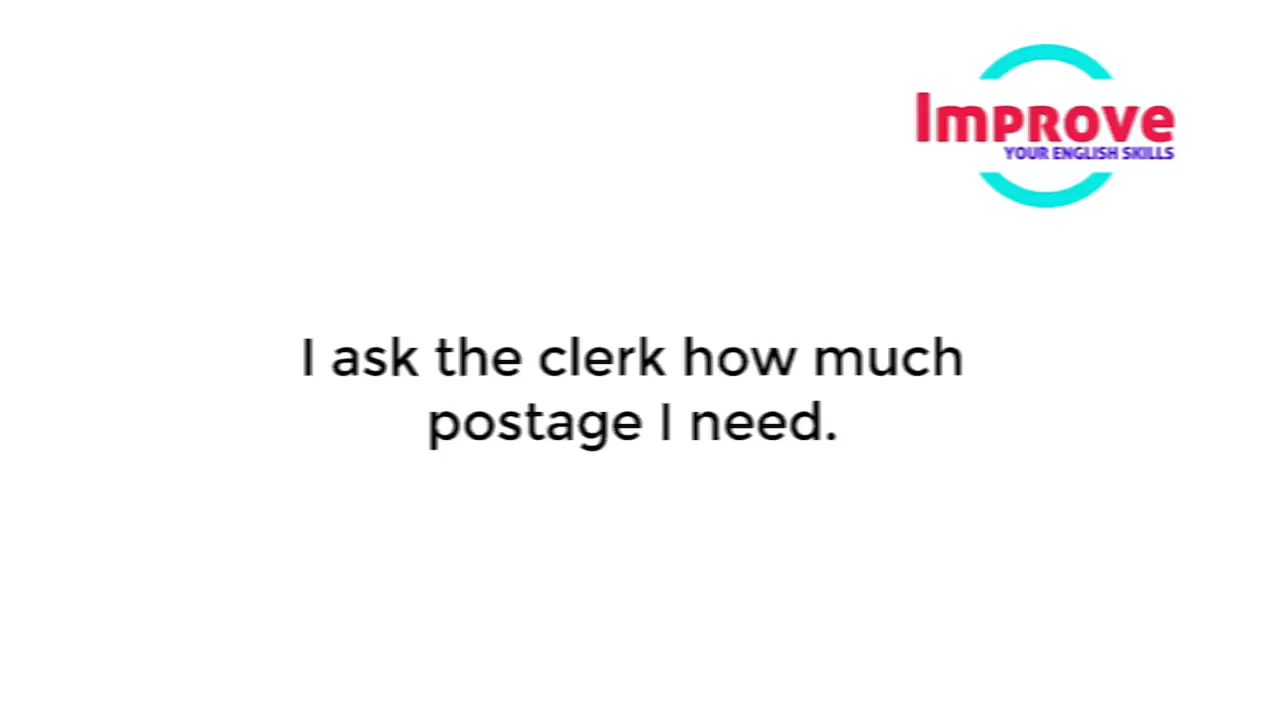 Improve
YOUR ENGLISH SKILLS
I ask the clerk how much
postage I need.